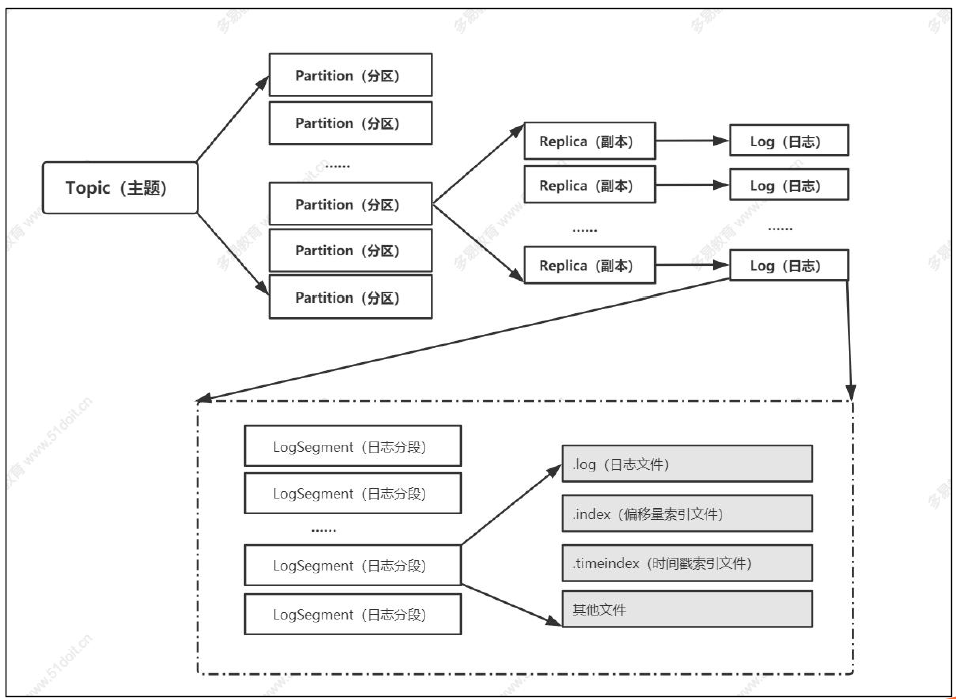 Partition（分区）
Partition（分区）
......
Topic（主题）
Partition（分区）
Partition（分区）
Partition（分区）
Replica（副本）
Log（日志）
Replica（副本）
Log（日志）
......
......
Replica（副本）
Log（日志）
LogSegment（日志分段）
LogSegment（日志分段）
......
LogSegment（日志分段）
LogSegment（日志分段）
.log（日志文件）
.index（偏移量索引文件）
.timeindex（时间戳索引文件）
其他文件
多易教育 www.51doit.cn